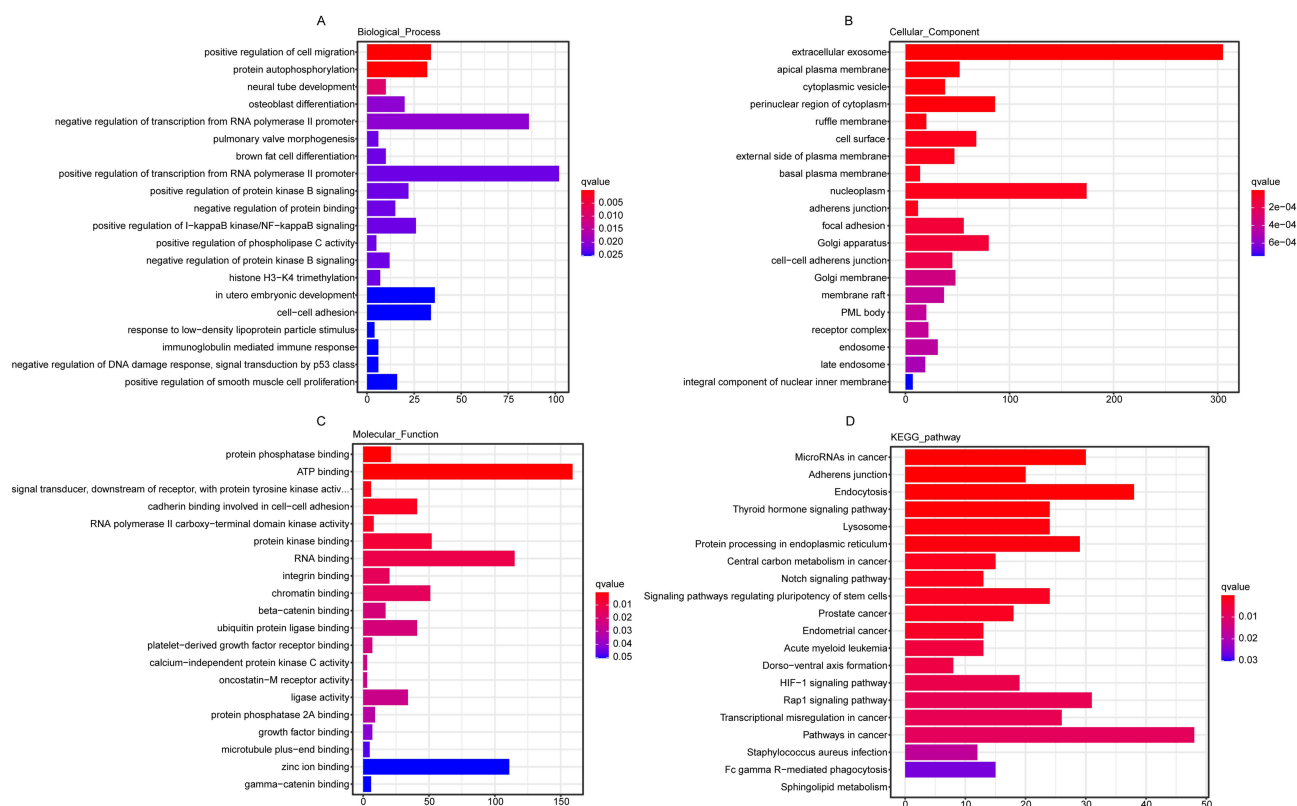 A
Biological_Process
positive regulation of cell migration
protein autophosphorylation
neural tube development
osteoblast differentiation
negative regulation of transcription from RNA polymerase II promoter
pulmonary valve morphogenesis
brown fat cell differentiation
positive regulation of transcription from RNA polymerase II promoter
positive regulation of protein kinase B signaling
negative regulation of protein binding
positive regulation of I−kappaB kinase/NF−kappaB signaling
positive regulation of phospholipase C activity
negative regulation of protein kinase B signaling
histone H3−K4 trimethylation
in utero embryonic development
cell−cell adhesion
response to low−density lipoprotein particle stimulus
immunoglobulin mediated immune response
negative regulation of DNA damage response, signal transduction by p53 class
positive regulation of smooth muscle cell proliferation
0 25 50 75 100
qvalue
0.005
0.010
0.015
0.020
0.025
B
Cellular_Component
extracellular exosome
apical plasma membrane
cytoplasmic vesicle
perinuclear region of cytoplasm
ruffle membrane
cell surface
external side of plasma membrane
basal plasma membrane
nucleoplasm
adherens junction
focal adhesion
Golgi apparatus
cell−cell adherens junction
Golgi membrane
membrane raft
PML body
receptor complex
endosome
late endosome
integral component of nuclear inner membrane
0 100 200 300
qvalue
2e−04
4e−04
6e−04
C
Molecular_Function
protein phosphatase binding
ATP binding
signal transducer, downstream of receptor, with protein tyrosine kinase activ...
cadherin binding involved in cell−cell adhesion
RNA polymerase II carboxy−terminal domain kinase activity
protein kinase binding
RNA binding
integrin binding
chromatin binding
beta−catenin binding
ubiquitin protein ligase binding
platelet−derived growth factor receptor binding
calcium−independent protein kinase C activity
oncostatin−M receptor activity
ligase activity
protein phosphatase 2A binding
growth factor binding
microtubule plus−end binding
zinc ion binding
gamma−catenin binding
0 50 100 150
qvalue
0.01
0.02
0.03
0.04
0.05
D
KEGG_pathway
MicroRNAs in cancer
Adherens junction
Endocytosis
Thyroid hormone signaling pathway
Lysosome
Protein processing in endoplasmic reticulum
Central carbon metabolism in cancer
Notch signaling pathway
Signaling pathways regulating pluripotency of stem cells
Prostate cancer
Endometrial cancer
Acute myeloid leukemia
Dorso−ventral axis formation
HIF−1 signaling pathway
Rap1 signaling pathway
Transcriptional misregulation in cancer
Pathways in cancer
Staphylococcus aureus infection
Fc gamma R−mediated phagocytosis
Sphingolipid metabolism
0 10 20 30 40 50
qvalue
0.01
0.02
0.03